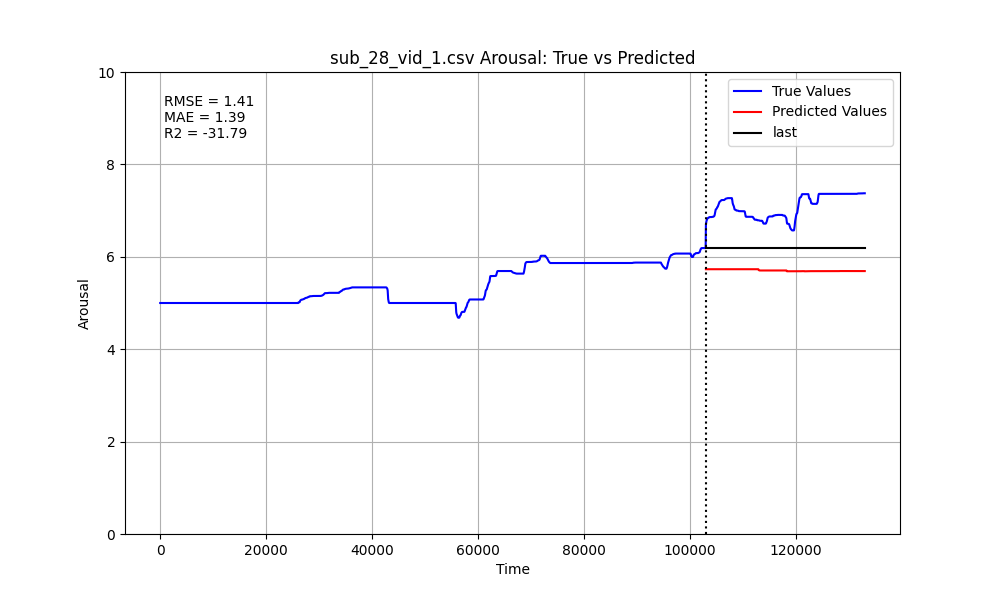 sub_28_vid_1.csv Arousal: True vs Predicted
RMSE = 1.41
MAE = 1.39
R2 = -31.79
True Values
Predicted Values
last
10
8
6
4
2
0
Arousal
0
20000
40000
60000
80000
100000
120000
Time